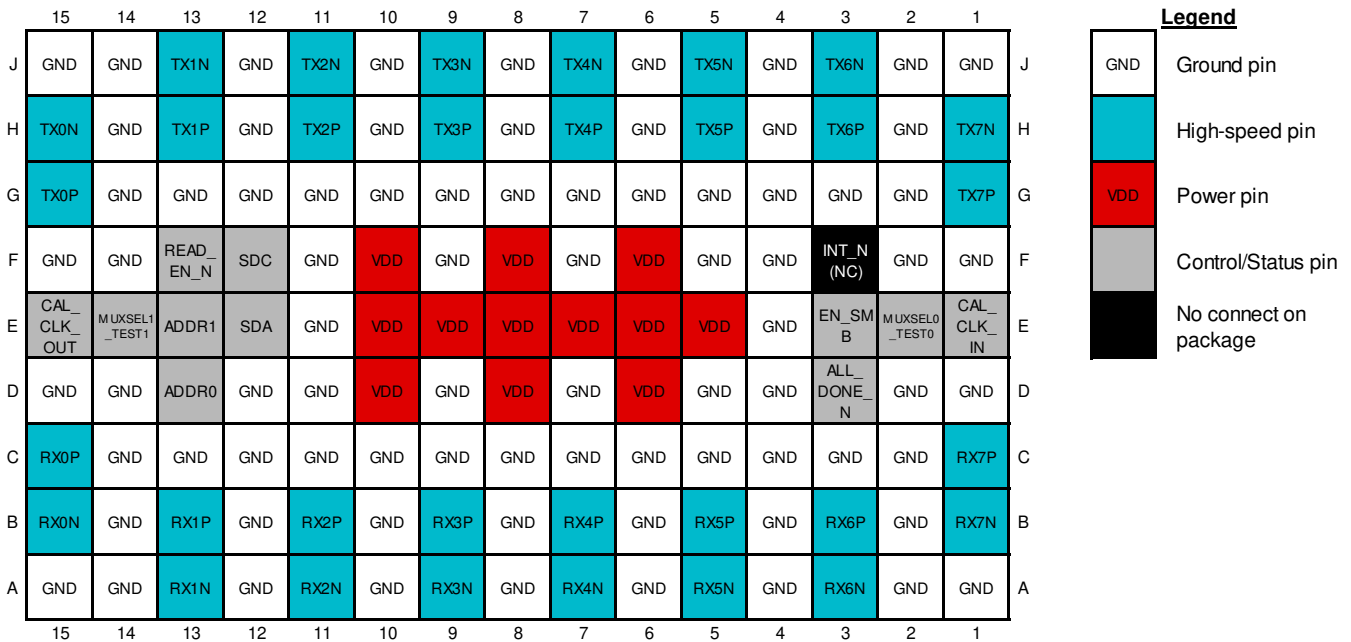 15 14 13 12 11 10 9 8 7 6 5 4 3 2 1
Legend
J GND GND TX1N GND TX2N GND TX3N GND TX4N GND TX5N GND TX6N GND GND J
GND Ground pin
H TX0N GND TX1P GND TX2P GND TX3P GND TX4P GND TX5P GND TX6P GND TX7N H
High-speed pin
G TX0P GND GND GND GND GND GND GND GND GND GND GND GND GND TX7P G
VDD Power pin
F GND GND READ_ SDC GND VDD GND VDD GND VDD GND GND INT_N GND GND F
EN_N (NC)
Control/Status pin
CAL_ CAL_
E CLK_ MUXSEL1 ADDR1 SDA GND VDD VDD VDD VDD VDD VDD GND EN_SM MUXSEL0 CLK_ E
OUT _TEST1 B _TEST0 IN
No connect on
package
ALL_
D GND GND ADDR0 GND GND VDD GND VDD GND VDD GND GND DONE_ GND GND D
N
C RX0P GND GND GND GND GND GND GND GND GND GND GND GND GND RX7P C
B RX0N GND RX1P GND RX2P GND RX3P GND RX4P GND RX5P GND RX6P GND RX7N B
A GND GND RX1N GND RX2N GND RX3N GND RX4N GND RX5N GND RX6N GND GND A
15 14 13 12 11 10 9 8 7 6 5 4 3 2 1